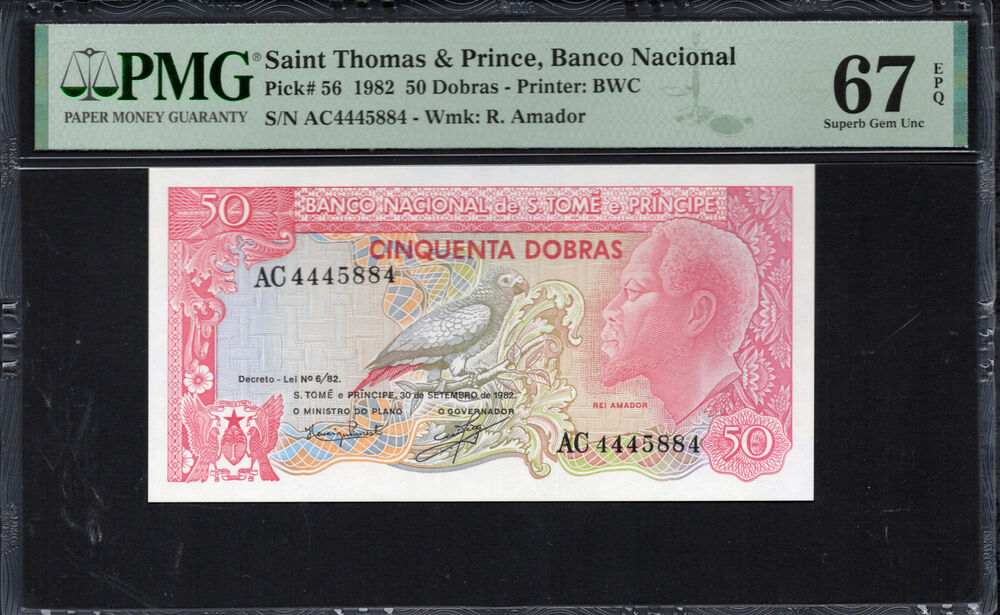 PMG®
PAPER MONEY GUARANTY
Saint Thomas & Prince, Banco Nacional
Pick# 56 1982 50 Dobras - Printer: BWC
S/N AC4445884 - Wmk: R. Amador
67 EPQ
Superb Gem Unc
50
BANCO NACIONAL de S. TOMÉ e PRÍNCIPE
CINQUENTA DOBRAS
AC 4445884
Decreto - Lei Nº 6/82.
S. TOMÉ e PRÍNCIPE, 30 de SETEMBRO de 1982.
O MINISTRO DO PLANO O GOVERNADOR
REI AMADOR
AC 4445884
50